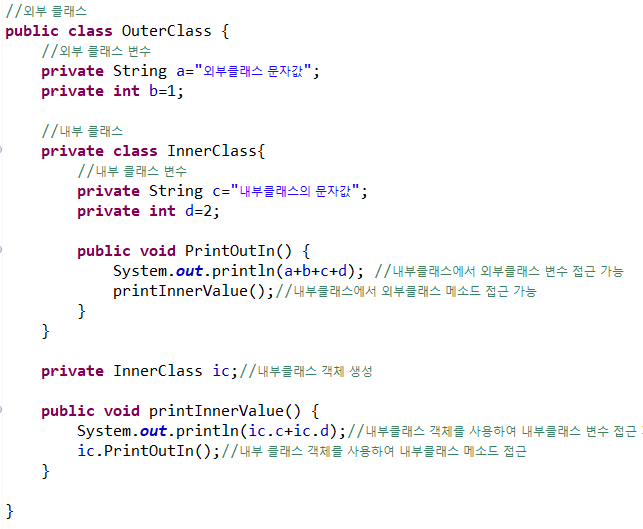 //외부 클래스
public class OuterClass {
//외부 클래스 변수
private String a="외부클래스 문자값";
private int b=1;
//내부 클래스
private class InnerClass{
//내부 클래스 변수
private String c="내부클래스의 문자값";
private int d=2;
public void PrintOutIn() {
System.out.println(a+b+c+d); //내부클래스에서 외부클래스 변수 접근 가능
printInnerValue();//내부클래스에서 외부클래스 메소드 접근 가능
}
}
private InnerClass ic;//내부클래스 객체 생성
public void printInnerValue() {
System.out.println(ic.c+ic.d);//내부클래스 객체를 사용하여 내부클래스 변수 접근
ic.PrintOutIn();//내부 클래스 객체를 사용하여 내부클래스 메소드 접근
}
}